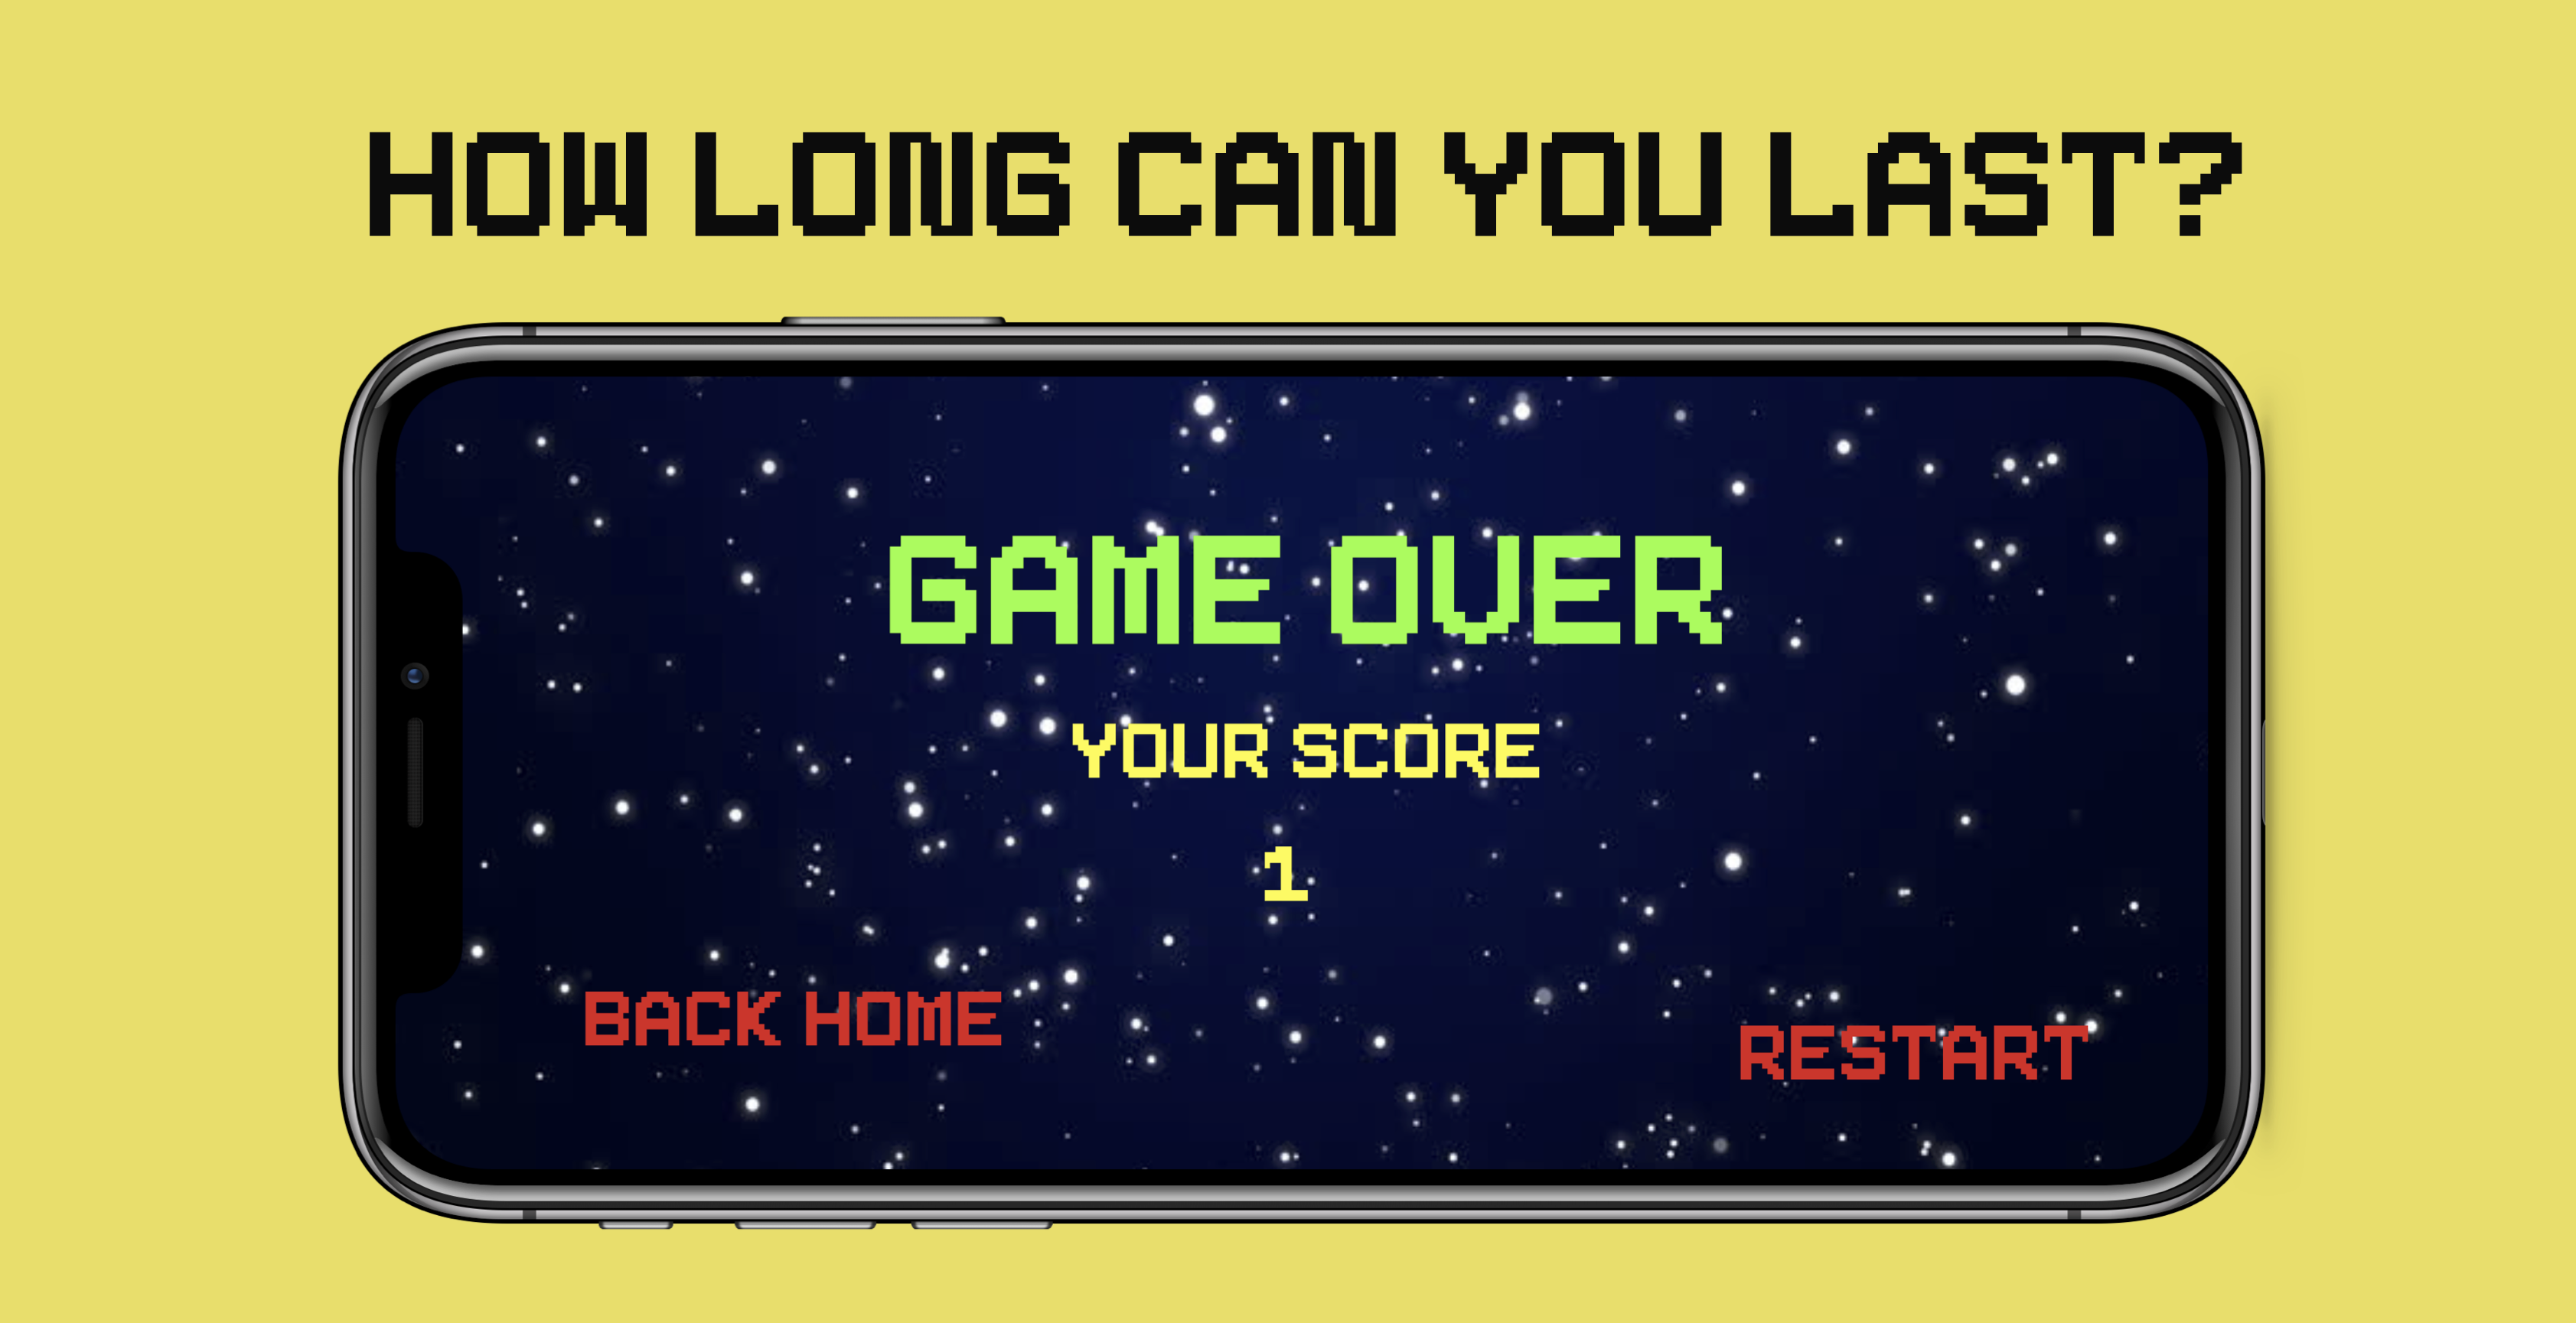 HOW LONG CAN YOU LAST?
GAME OVER
YOUR SCORE
1
BACK HOME
RESTART